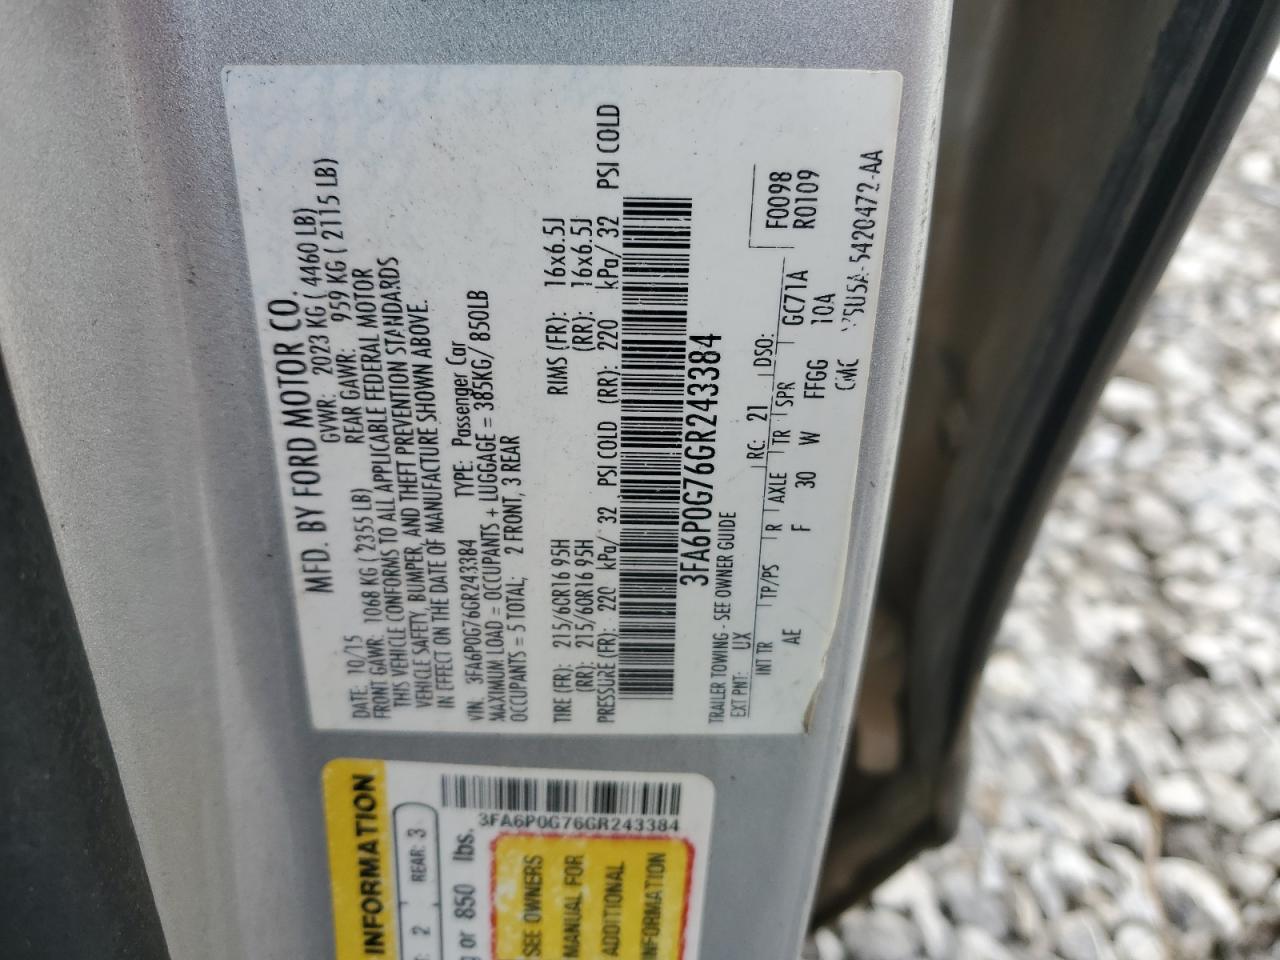 MFD. BY FORD MOTOR CO.
DATE: 10/15 GVWR: 2023 KG ( 4460 LB)
FRONT GAWR: 1068 KG ( 2355 LB) REAR GAWR: 959 KG ( 2115 LB)
THIS VEHICLE CONFORMS TO ALL APPLICABLE FEDERAL MOTOR
VEHICLE SAFETY, BUMPER, AND THEFT PREVENTION STANDARDS
IN EFFECT ON THE DATE OF MANUFACTURE SHOWN ABOVE.
VIN: 3FA6P0G76GR243384 TYPE: Passenger Car
MAXIMUM LOAD = OCCUPANTS + LUGGAGE = 385KG/ 850LB
OCCUPANTS = 5 TOTAL; 2 FRONT, 3 REAR
TIRE (FR): 215/60R16 95H RIMS (FR): 16x6.5J
(RR): 215/60R16 95H (RR): 16x6.5J
PRESSURE (FR): 220 kPa/ 32 PSI COLD (RR): 220 kPa/ 32 PSI COLD
3FA6P0G76GR243384
TRAILER TOWING - SEE OWNER GUIDE
EXT PNT: UX RC: 21 DSO: F0098
R0109
INT TR TP/PS R AXLE TR SPR GC71A
AE F 30 W FFGG 10A
5U5A-5420472-AA
INFORMATION
2 REAR: 3
or 850 lbs.
3FA6P0G76GR243384
SEE OWNERS
MANUAL FOR
ADDITIONAL
INFORMATION